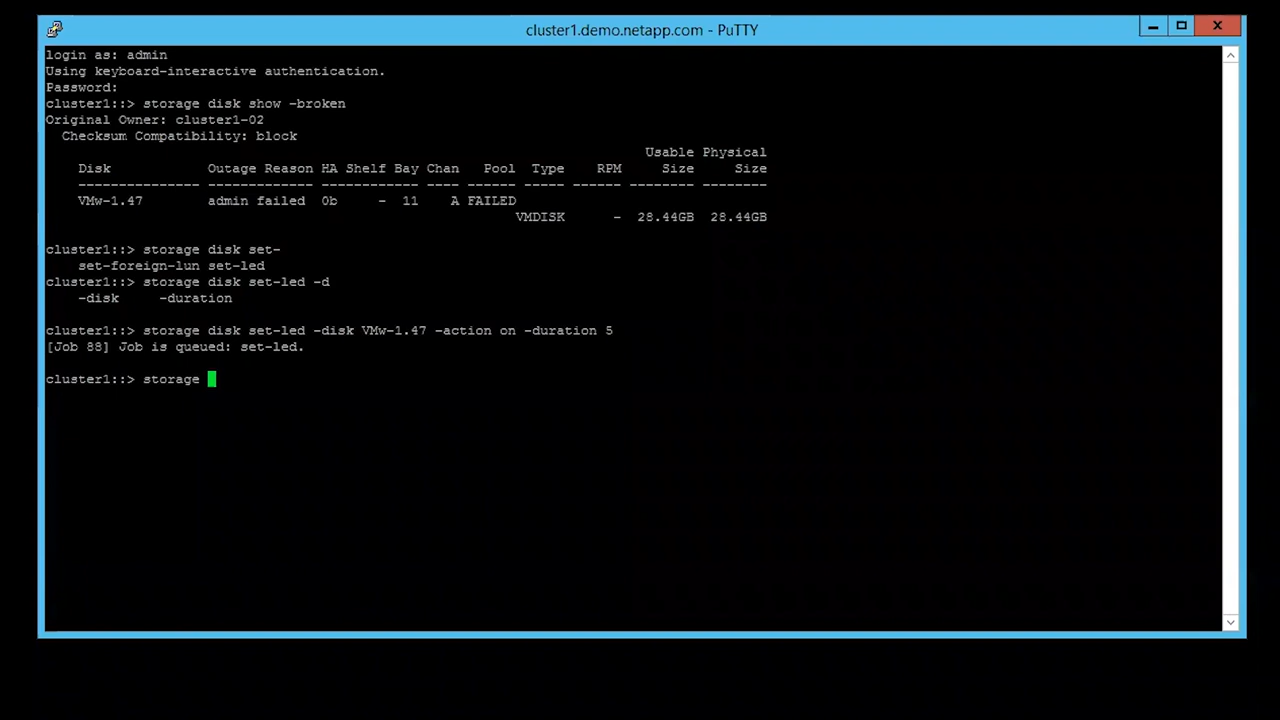 cluster1.demo.netapp.com - PuTTY
login as: admin
Using keyboard-interactive authentication.
Password:
cluster1::> storage disk show -broken
Original Owner: cluster1-02
  Checksum Compatibility: block
                                                                          Usable Physical
    Disk            Outage Reason HA Shelf Bay Chan   Pool  Type    RPM     Size     Size
    --------------- ------------- ------------ ---- ------ ----- ------ -------- --------
    VMw-1.47        admin failed  0b     -  11    A FAILED
                                                          VMDISK      -  28.44GB  28.44GB
cluster1::> storage disk set-
    set-foreign-lun set-led
cluster1::> storage disk set-led -d
    -disk     -duration
cluster1::> storage disk set-led -disk VMw-1.47 -action on -duration 5
[Job 88] Job is queued: set-led.
cluster1::> storage